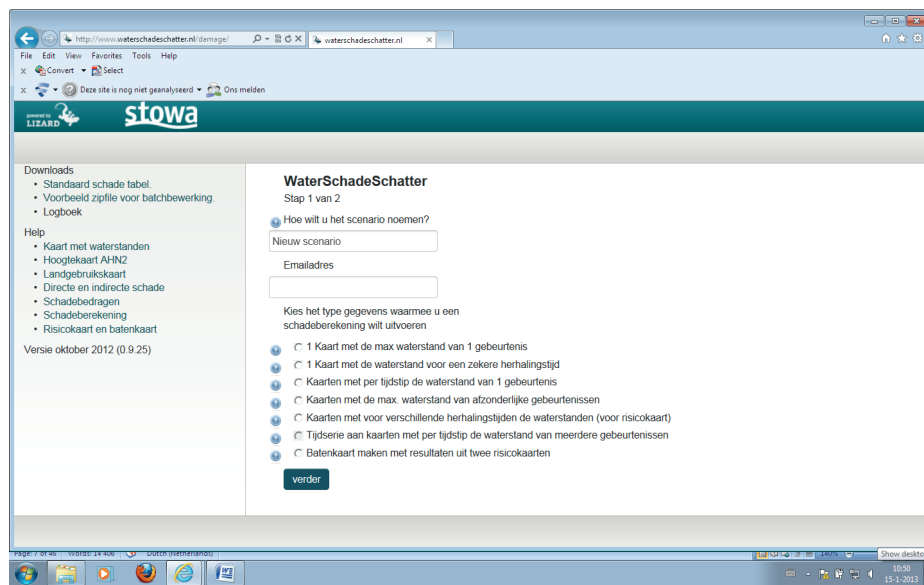 http://www.waterschadeschatter.nl/damage/
waterschadeschatter.nl
File Edit View Favorites Tools Help
x Convert Select
x Deze site is nog niet geanalyseerd Ons melden
powered by
LIZARD
stowa
Downloads
• Standaard schade tabel.
• Voorbeeld zipfile voor batchbewerking.
• Logboek
Help
• Kaart met waterstanden
• Hoogtekaart AHN2
• Landgebruikskaart
• Directe en indirecte schade
• Schadebedragen
• Schadeberekening
• Risicokaart en batenkaart
Versie oktober 2012 (0.9.25)
WaterSchadeSchatter
Stap 1 van 2
Hoe wilt u het scenario noemen?
Nieuw scenario
Emailadres
Kies het type gegevens waarmee u een
schadeberekening wilt uitvoeren
1 Kaart met de max waterstand van 1 gebeurtenis
1 Kaart met de waterstand voor een zekere herhalingstijd
Kaarten met per tijdstip de waterstand van 1 gebeurtenis
Kaarten met de max. waterstand van afzonderlijke gebeurtenissen
Kaarten met voor verschillende herhalingstijden de waterstanden (voor risicokaart)
Tijdserie aan kaarten met per tijdstip de waterstand van meerdere gebeurtenissen
Batenkaart maken met resultaten uit twee risicokaarten
verder
Page: 7 of 46 Words: 14 406 Dutch (Netherlands) 140%
Show deskto
10:50
15-1-2013